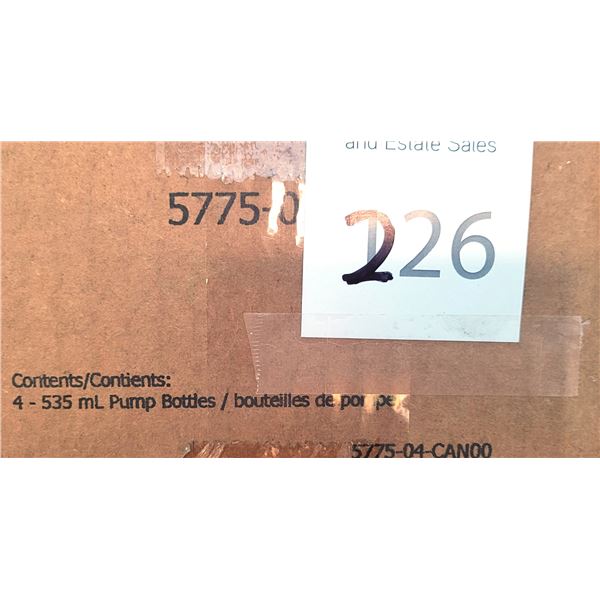 and Estate Sales
5775-0
226
Contents/Contients:
4 - 535 mL Pump Bottles / bouteilles de pompe
5775-04-CAN00